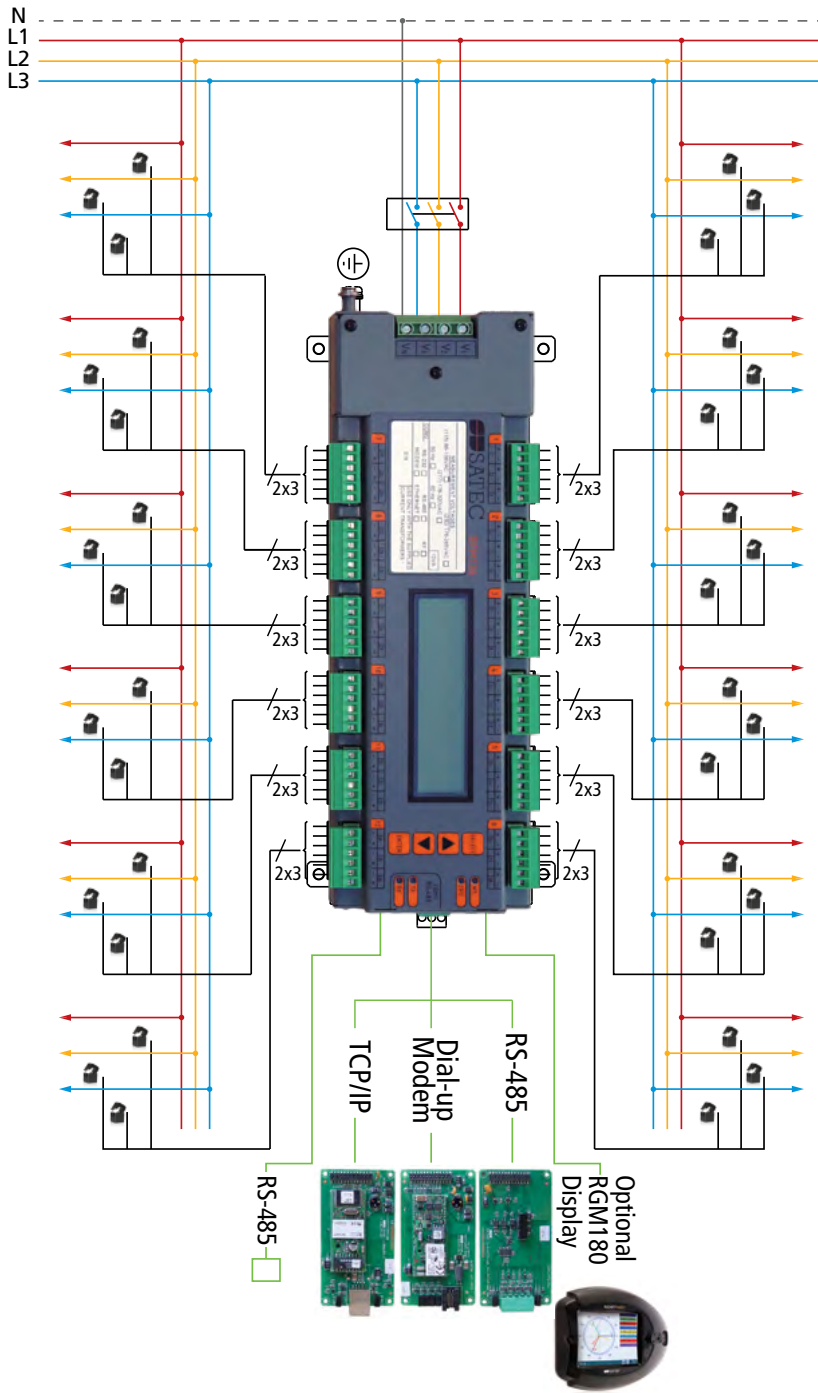 N
L1
L2
L3
2x3
2x3
2x3
2x3
2x3
2x3
2x3
2x3
2x3
2x3
2x3
2x3
SATEC
TCP/IP
Dial-up
Modem
RS-485
RS-485
Optional
RGM180
Display